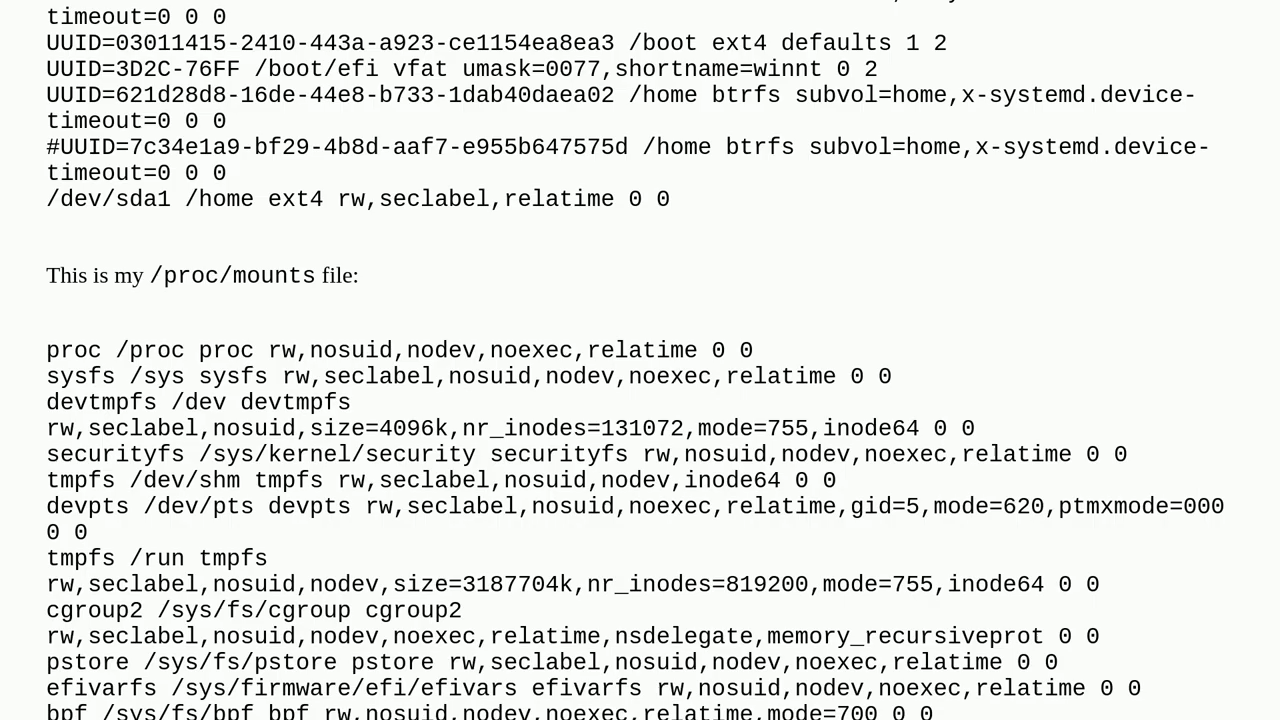 timeout=0 0 0
UUID=03011415-2410-443a-a923-ce1154ea8ea3 /boot ext4 defaults 1 2
UUID=3D2C-76FF /boot/efi vfat umask=0077,shortname=winnt 0 2
UUID=621d28d8-16de-44e8-b733-1dab40daea02 /home btrfs subvol=home,x-systemd.device-
timeout=0 0 0
#UUID=7c34e1a9-bf29-4b8d-aaf7-e955b647575d /home btrfs subvol=home,x-systemd.device-
timeout=0 0 0
/dev/sda1 /home ext4 rw,seclabel,relatime 0 0
This is my /proc/mounts file:
proc /proc proc rw,nosuid,nodev,noexec,relatime 0 0
sysfs /sys sysfs rw,seclabel,nosuid,nodev,noexec,relatime 0 0
devtmpfs /dev devtmpfs
rw,seclabel,nosuid,size=4096k,nr_inodes=131072,mode=755,inode64 0 0
securityfs /sys/kernel/security securityfs rw,nosuid,nodev,noexec,relatime 0 0
tmpfs /dev/shm tmpfs rw,seclabel,nosuid,nodev,inode64 0 0
devpts /dev/pts devpts rw,seclabel,nosuid,noexec,relatime,gid=5,mode=620,ptmxmode=000
0 0
tmpfs /run tmpfs
rw,seclabel,nosuid,nodev,size=3187704k,nr_inodes=819200,mode=755,inode64 0 0
cgroup2 /sys/fs/cgroup cgroup2
rw,seclabel,nosuid,nodev,noexec,relatime,nsdelegate,memory_recursiveprot 0 0
pstore /sys/fs/pstore pstore rw,seclabel,nosuid,nodev,noexec,relatime 0 0
efivarfs /sys/firmware/efi/efivars efivarfs rw,nosuid,nodev,noexec,relatime 0 0
bpf /sys/fs/bpf bpf rw,nosuid,nodev,noexec,relatime,mode=700 0 0